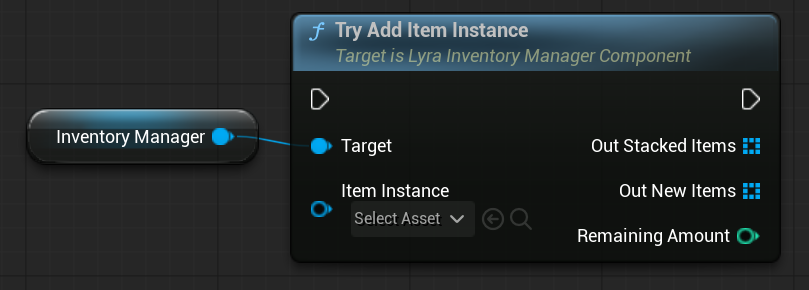 Try Add Item Instance
Target is Lyra Inventory Manager Component
Inventory Manager
Target
Out Stacked Items
Item Instance
Out New Items
Select Asset
Remaining Amount